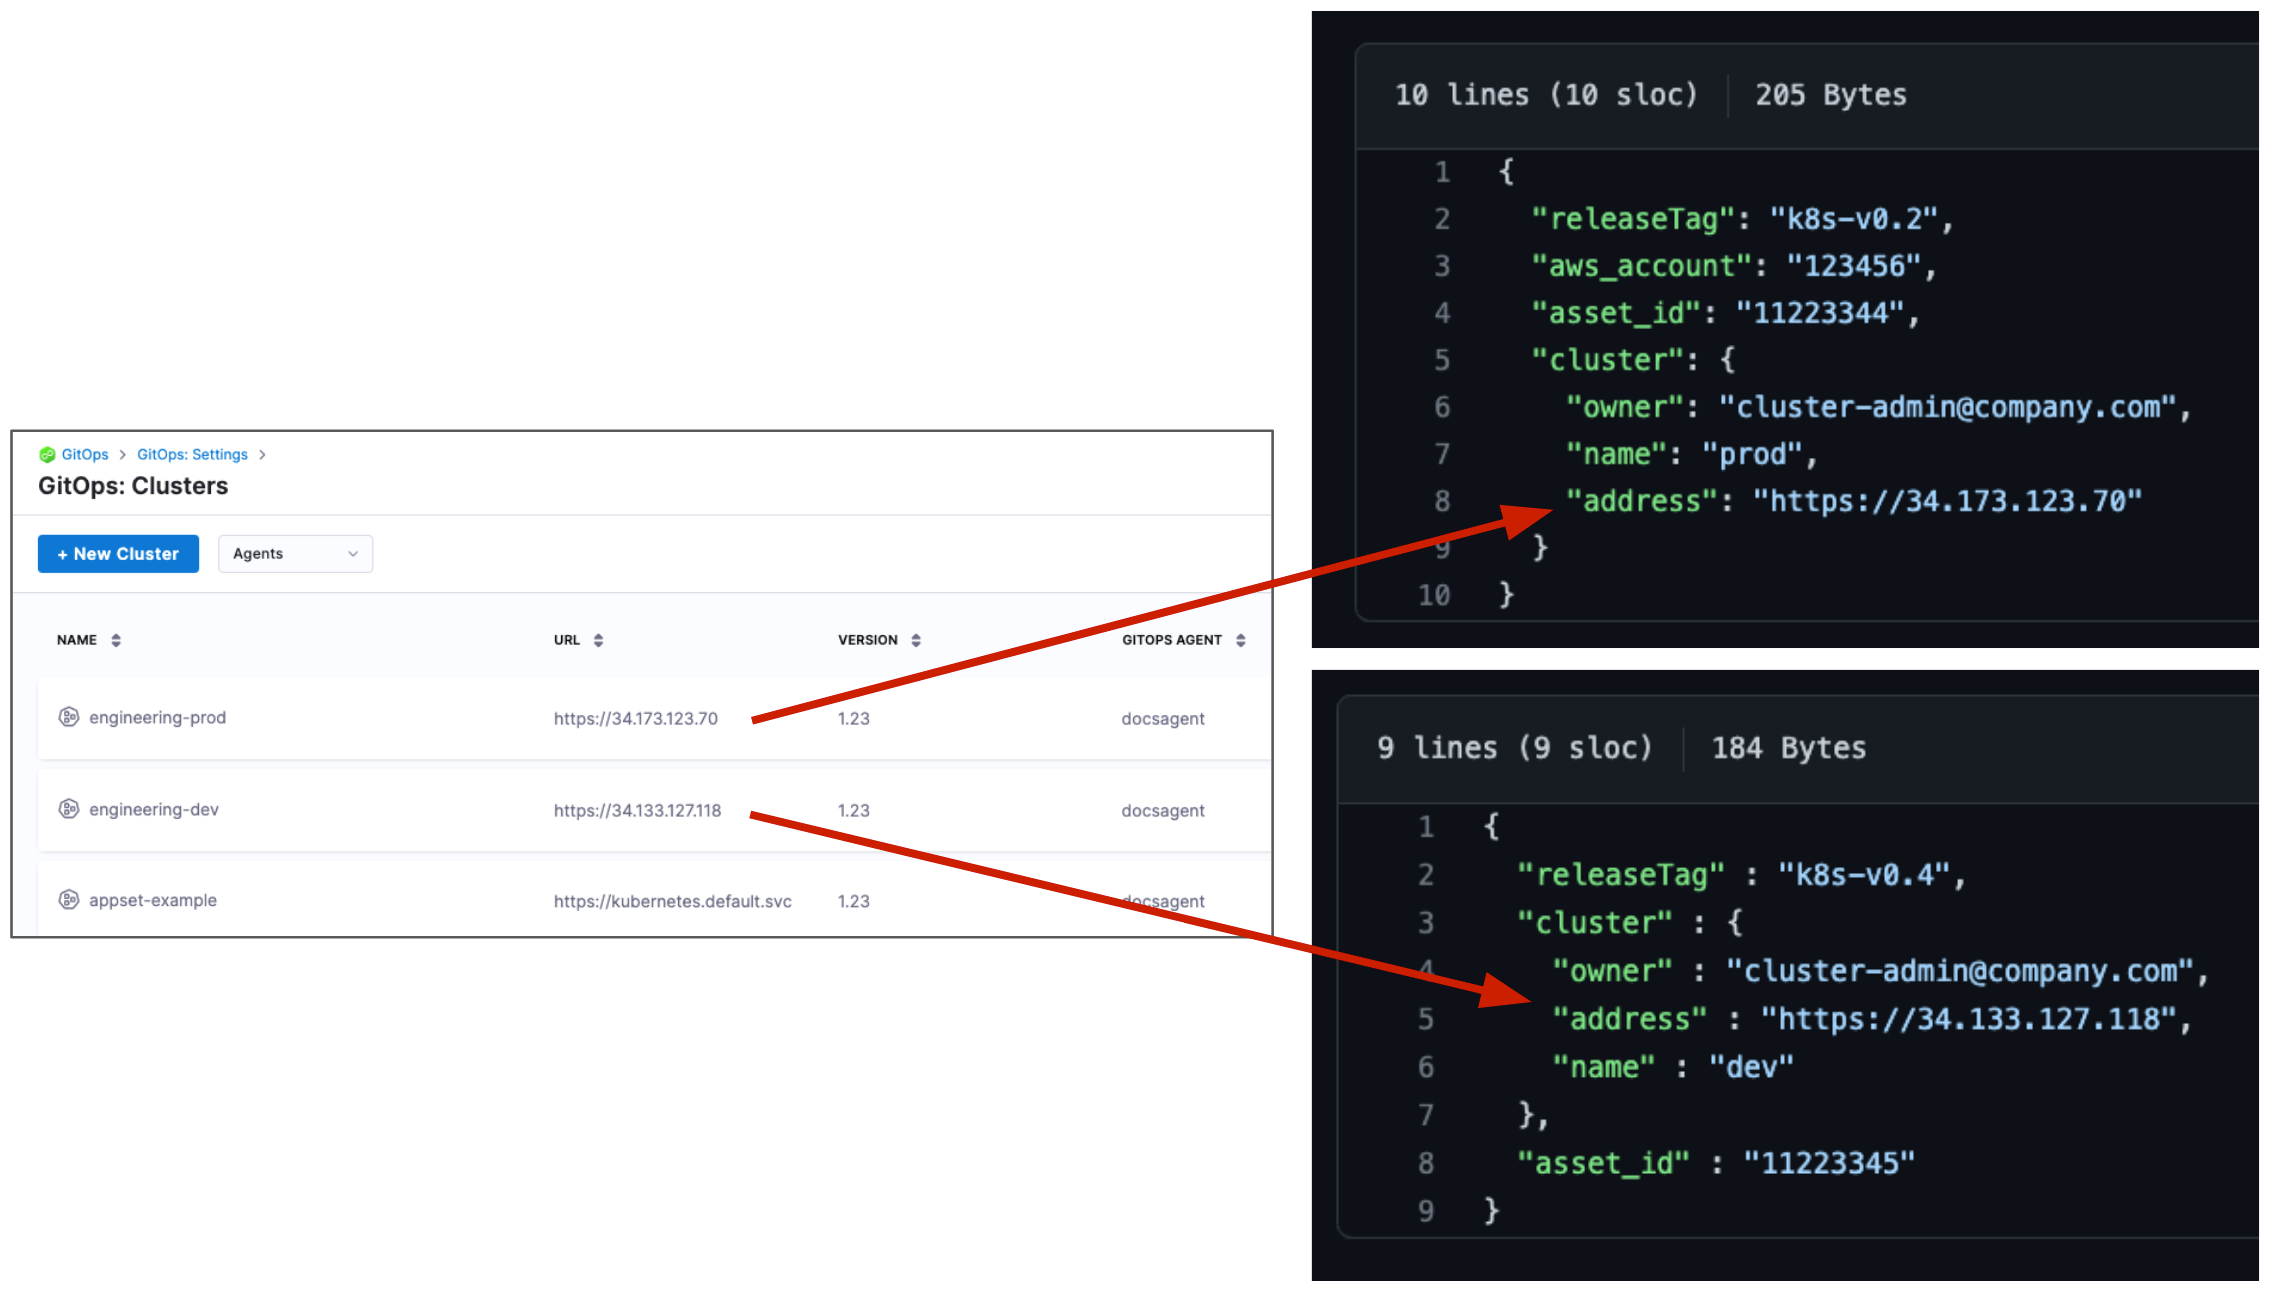 GitOps > GitOps: Settings >
GitOps: Clusters
+ New Cluster Agents
NAME URL VERSION GITOPS AGENT
engineering-prod https://34.173.123.70 1.23 docsagent
engineering-dev https://34.133.127.118 1.23 docsagent
appset-example https://kubernetes.default.svc 1.23 docsagent
10 lines (10 sloc) 205 Bytes
1 {
2 "releaseTag": "k8s-v0.2",
3 "aws_account": "123456",
4 "asset_id": "11223344",
5 "cluster": {
6 "owner": "cluster-admin@company.com",
7 "name": "prod",
8 "address": "https://34.173.123.70"
9 }
10 }
9 lines (9 sloc) 184 Bytes
1 {
2 "releaseTag" : "k8s-v0.4",
3 "cluster" : {
4 "owner" : "cluster-admin@company.com",
5 "address" : "https://34.133.127.118",
6 "name" : "dev"
7 },
8 "asset_id" : "11223345"
9 }